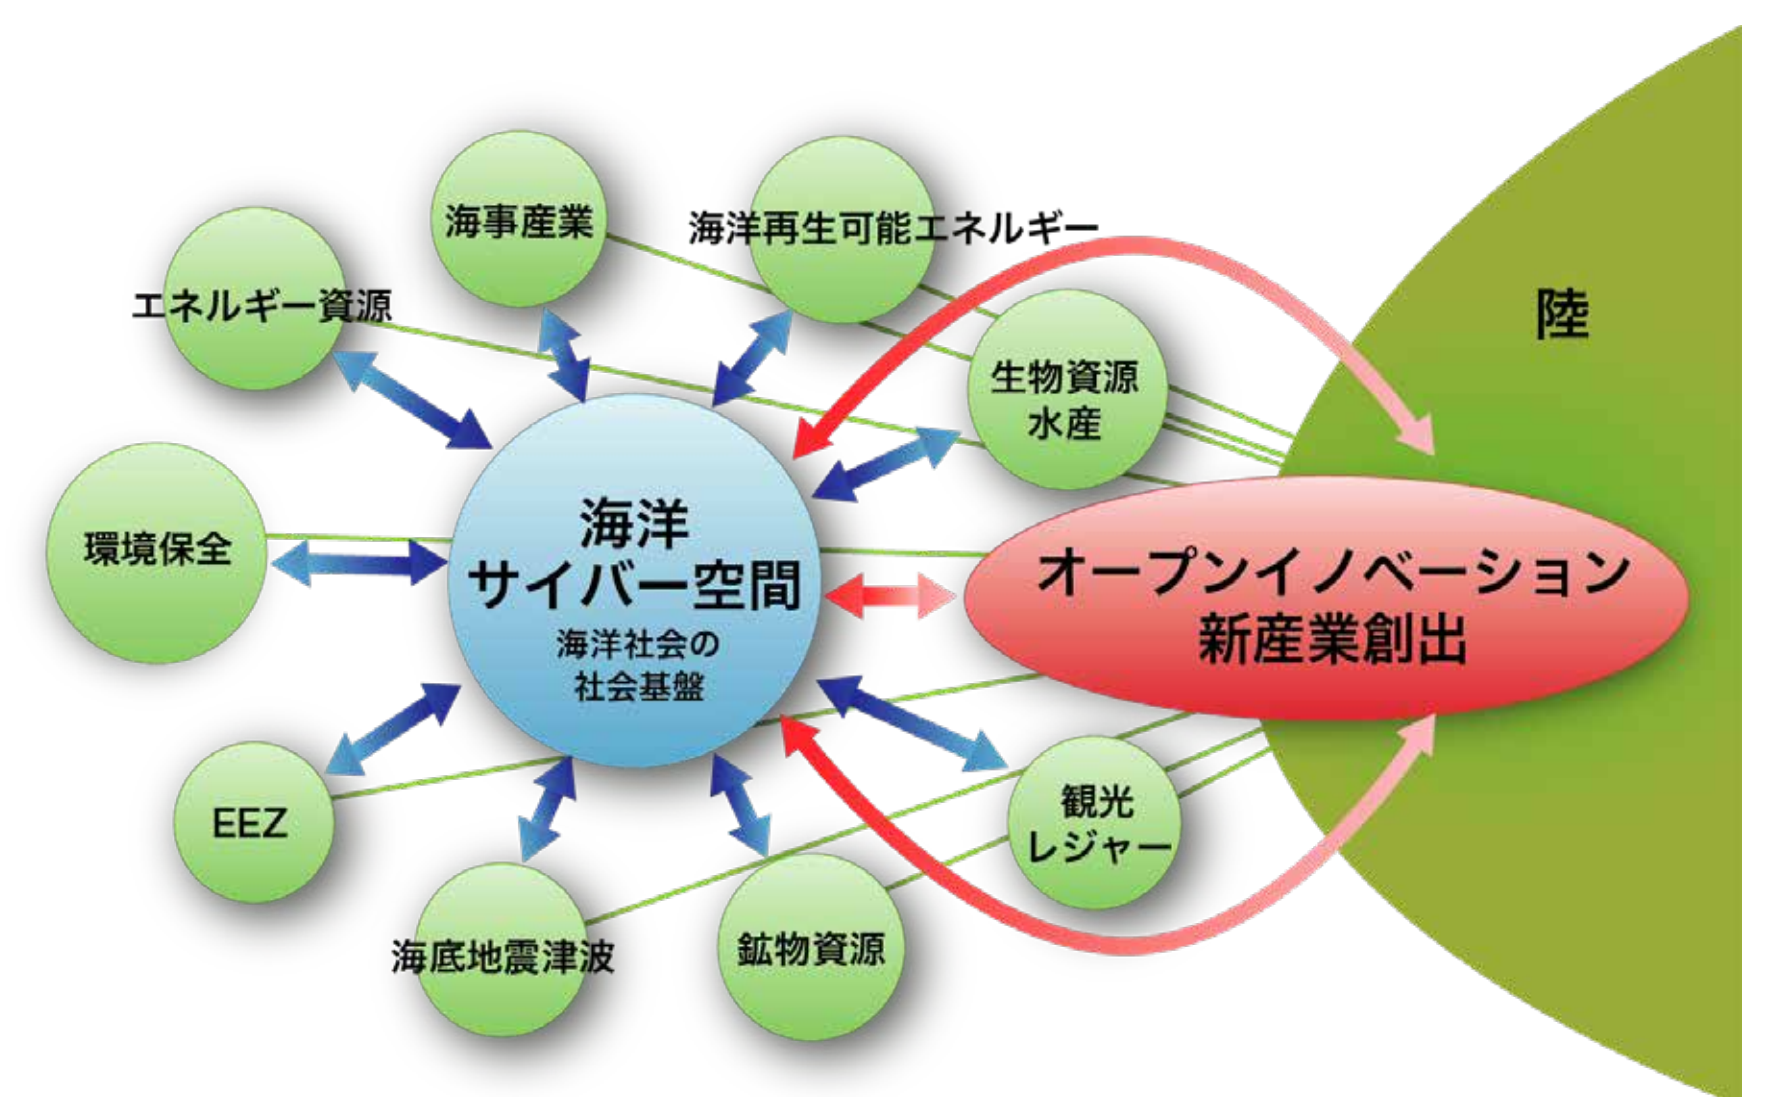 海事産業
海洋再生可能エネルギー
エネルギー資源
陸
生物資源
水産
環境保全
海洋
サイバー空間
海洋社会の
社会基盤
オープンイノベーション
新産業創出
EEZ
観光
レジャー
海底地震津波
鉱物資源